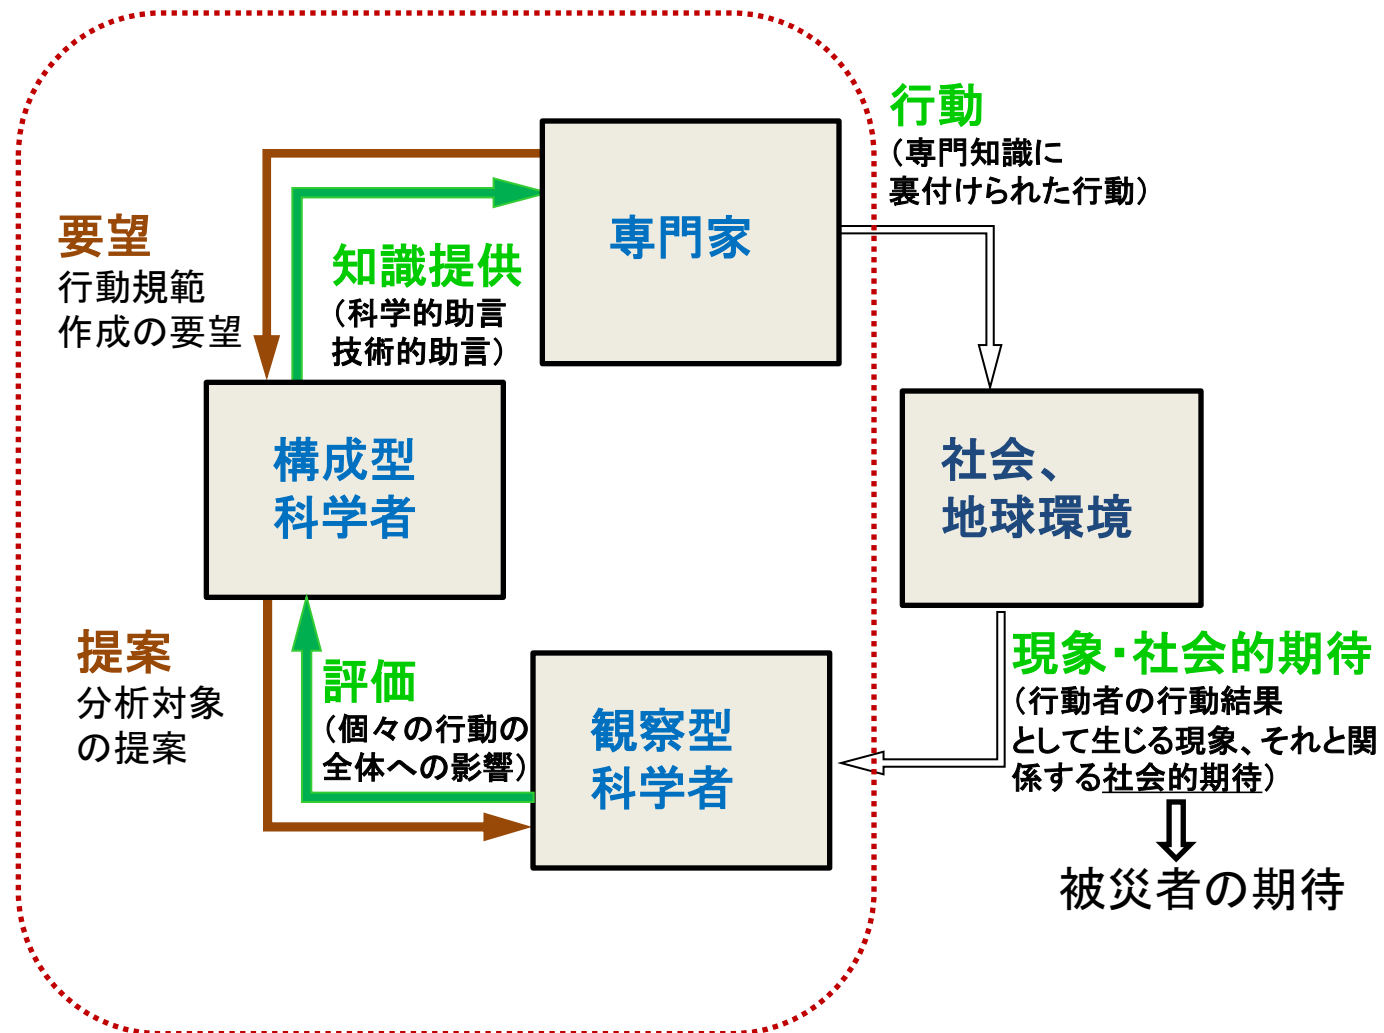 行動
（専門知識に
裏付けられた行動）
専門家
要望
行動規範
作成の要望
知識提供
（科学的助言
技術的助言）
構成型
科学者
社会、
地球環境
提案
分析対象
の提案
評価
（個々の行動の
全体への影響）
観察型
科学者
現象・社会的期待
（行動者の行動結果
として生じる現象、それと関
係する社会的期待）
被災者の期待